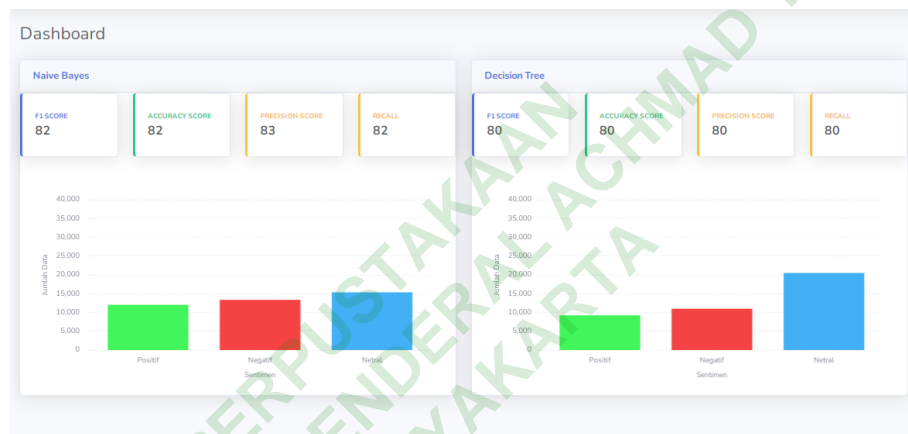 Dashboard
Naive Bayes
F1 SCORE
82
ACCURACY SCORE
82
PRECISION SCORE
83
RECALL
82
40,000
35,000
30,000
25,000
20,000
15,000
10,000
5,000
0
Jumlah Data
Positif
Negatif
Netral
Sentimen
Decision Tree
F1 SCORE
80
ACCURACY SCORE
80
PRECISION SCORE
80
RECALL
80
40,000
35,000
30,000
25,000
20,000
15,000
10,000
5,000
0
Jumlah Data
Positif
Negatif
Netral
Sentimen
PERPUSTAKAAN
JENDERAL ACHMAD
YAKARTA